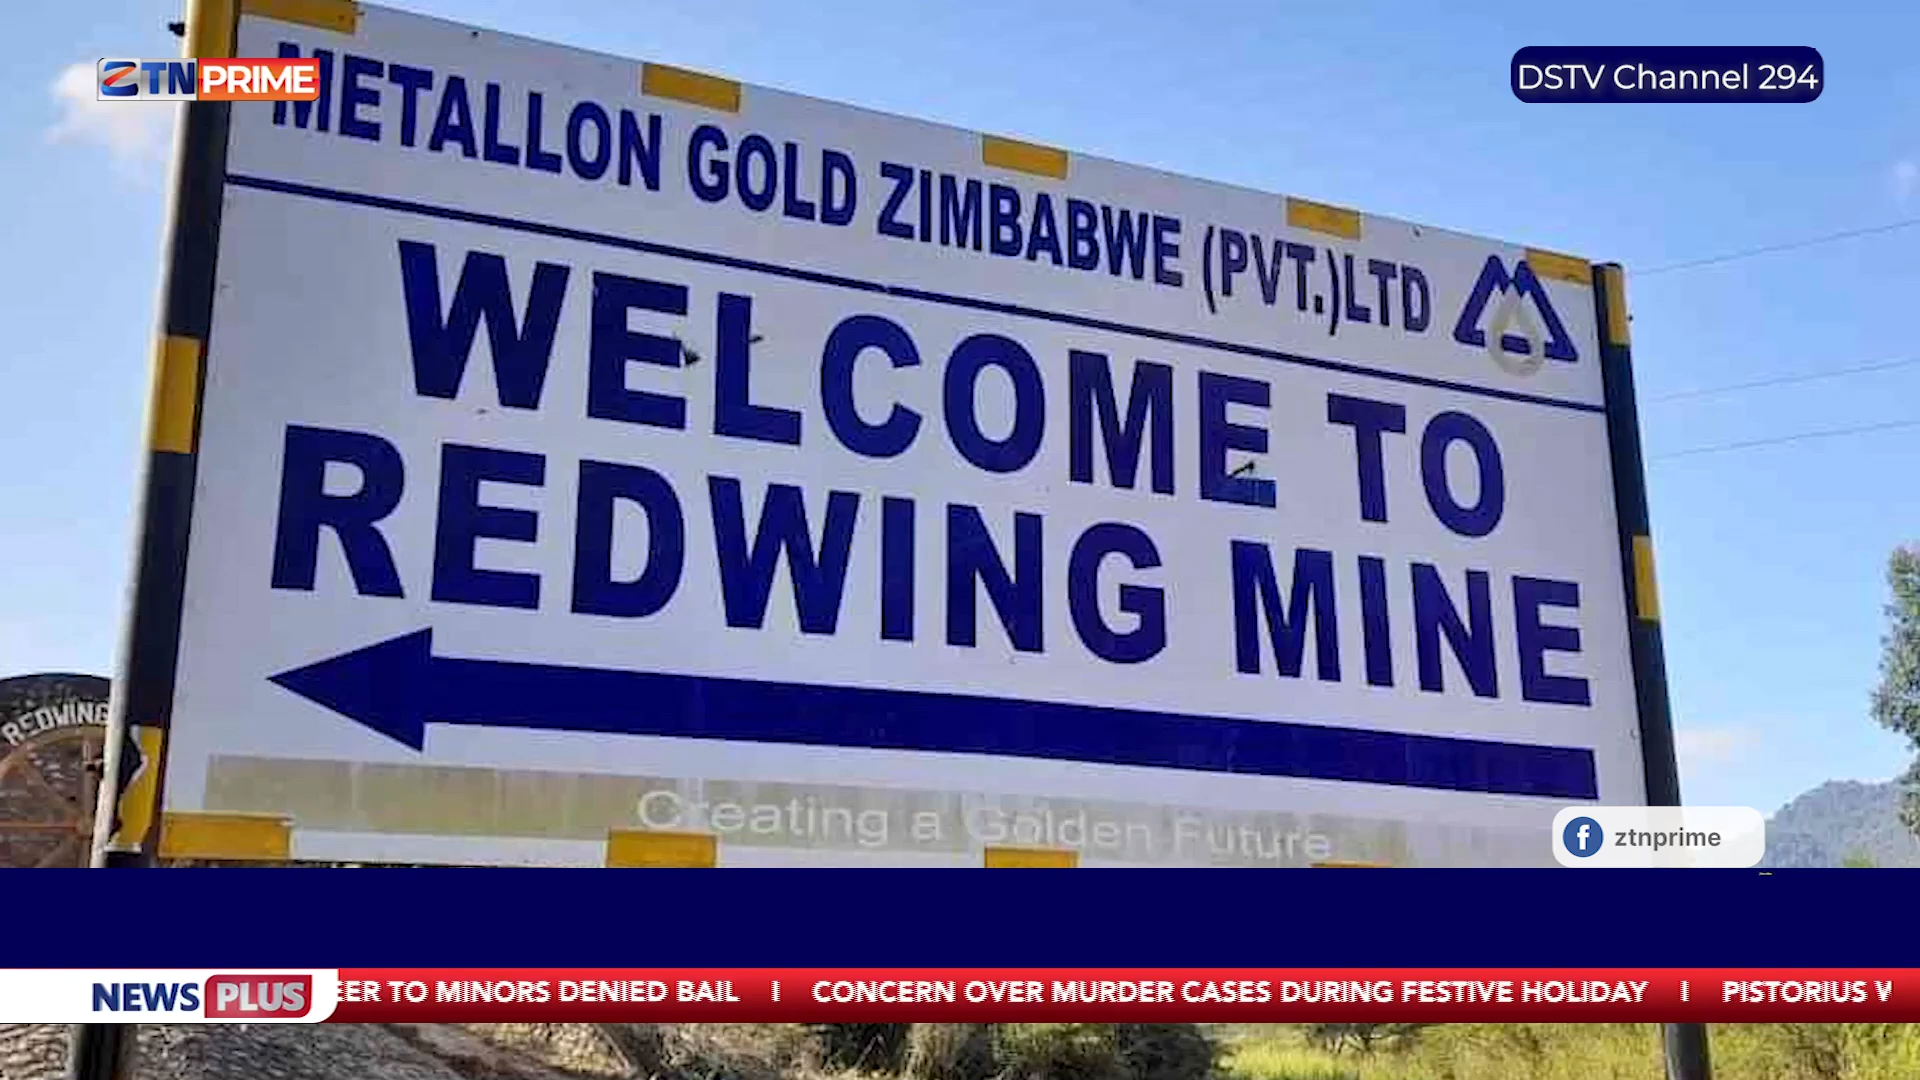 ZTN PRIME
DSTV Channel 294
METALLON GOLD ZIMBABWE (PVT.) LTD
WELCOME TO
REDWING MINE
REDWING
Creating a Golden Future
ztnprime
NEWS PLUS
EER TO MINORS DENIED BAIL | CONCERN OVER MURDER CASES DURING FESTIVE HOLIDAY | PISTORIUS